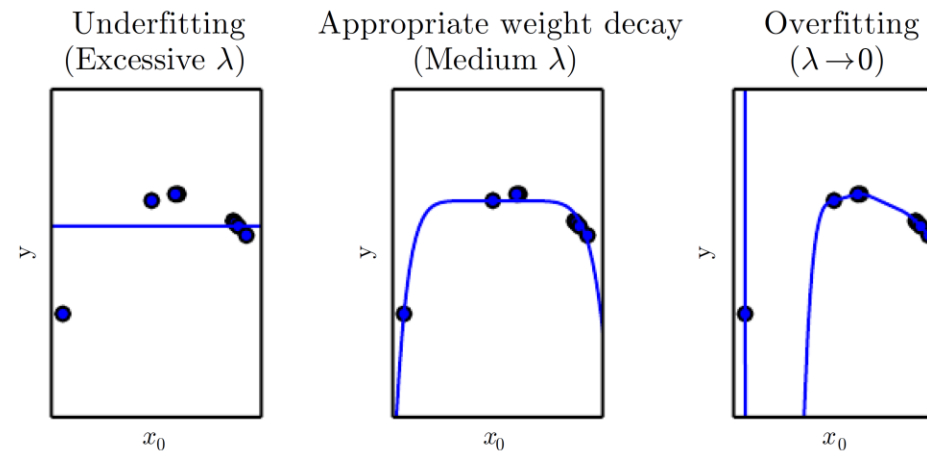 Underfitting
(Excessive λ)
Appropriate weight decay
(Medium λ)
Overfitting
(λ→0)
y
y
y
x₀
x₀
x₀